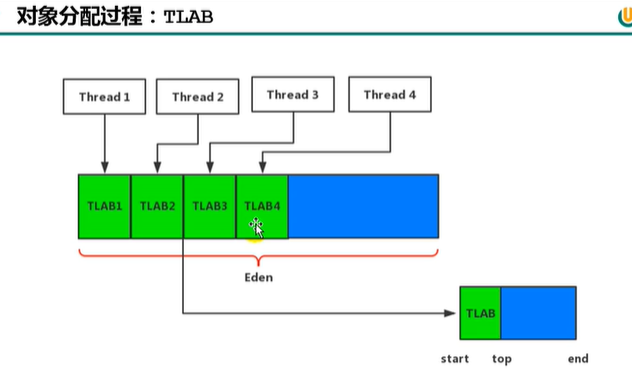 对象分配过程：TLAB
Thread 1
Thread 2
Thread 3
Thread 4
TLAB1
TLAB2
TLAB3
TLAB4
Eden
TLAB
start
top
end